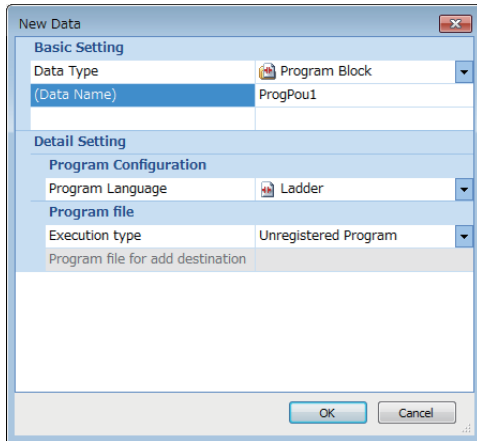 New Data
Basic Setting
Data Type Program Block
(Data Name) ProgPou1
Detail Setting
Program Configuration
Program Language Ladder
Program file
Execution type Unregistered Program
Program file for add destination
OK Cancel